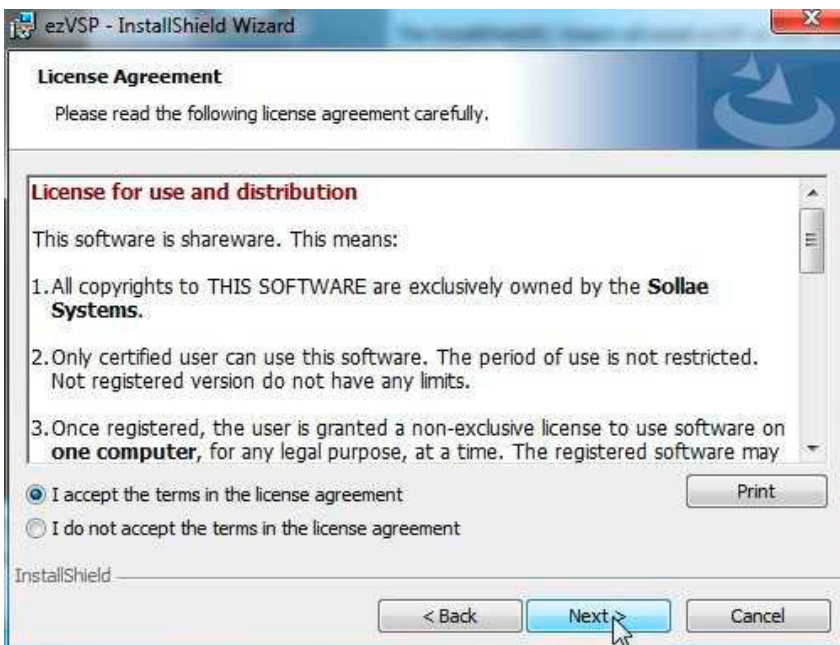 ezVSP - InstallShield Wizard
License Agreement
Please read the following license agreement carefully.
License for use and distribution
This software is shareware. This means:
1.All copyrights to THIS SOFTWARE are exclusively owned by the Sollae
Systems.
2.Only certified user can use this software. The period of use is not restricted.
Not registered version do not have any limits.
3.Once registered, the user is granted a non-exclusive license to use software on
one computer, for any legal purpose, at a time. The registered software may
I accept the terms in the license agreement
Print
I do not accept the terms in the license agreement
InstallShield
< Back
Next >
Cancel